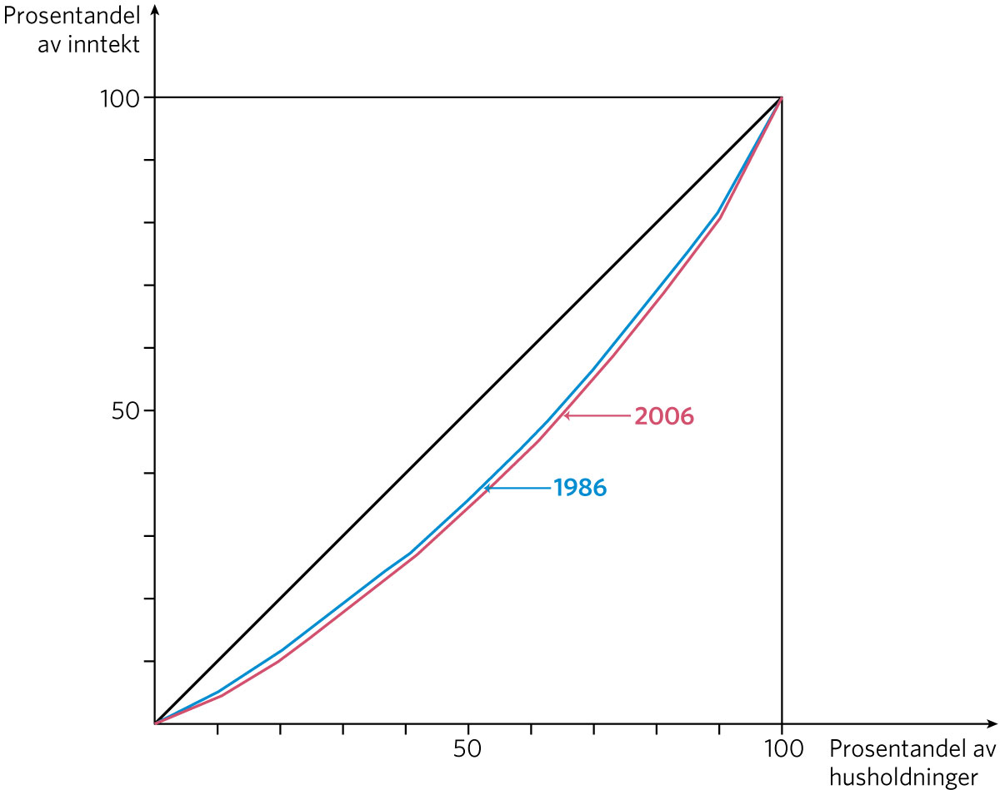 Prosentandel
av inntekt
100
50
2006
1986
50
100
Prosentandel av
husholdninger